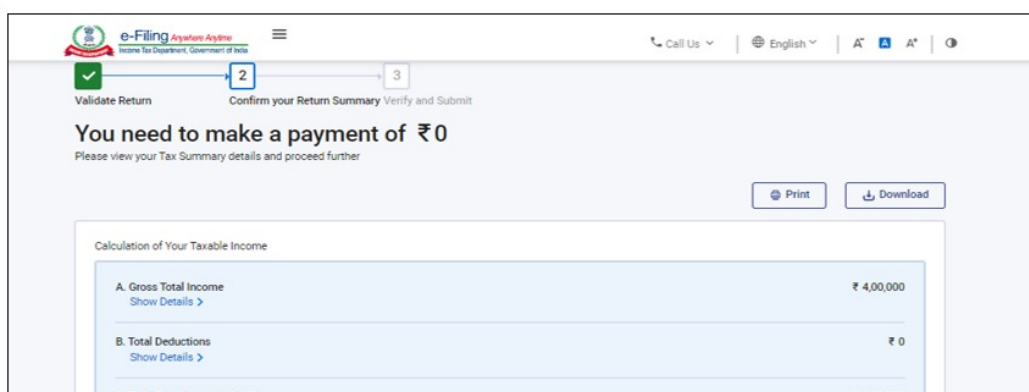 e-Filing Anywhere Anytime
Income Tax Department, Government of India
Call Us English A- A A+
2 3
Validate Return Confirm your Return Summary Verify and Submit
You need to make a payment of ₹ 0
Please view your Tax Summary details and proceed further
Print Download
Calculation of Your Taxable Income
A. Gross Total Income ₹ 4,00,000
Show Details >
B. Total Deductions ₹ 0
Show Details >